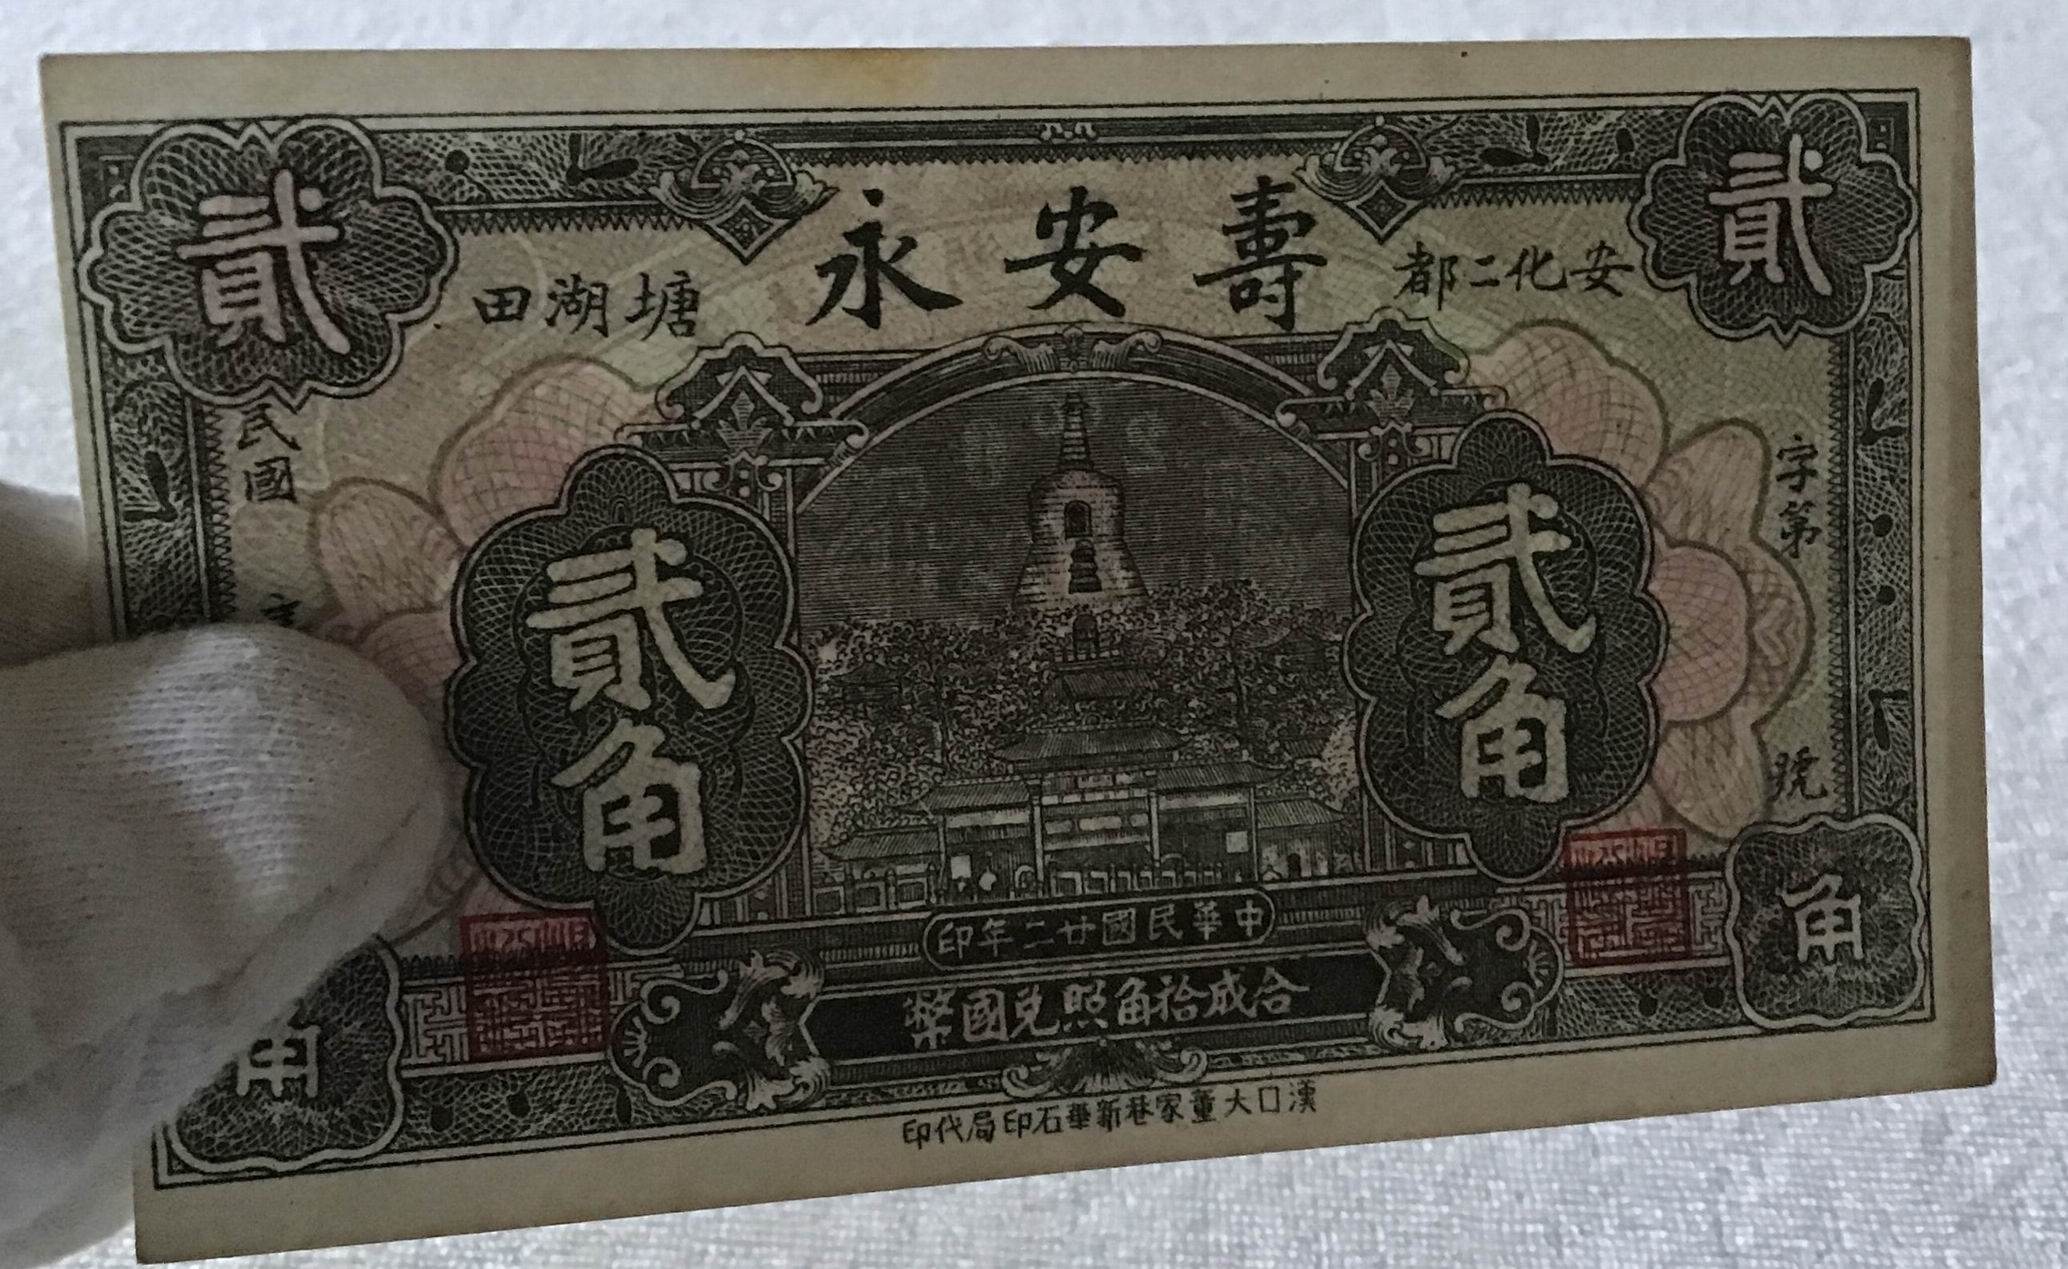 壽安永
安化二都
塘湖田
貳
貳
字第
號
民國
貳角
貳角
中華民國廿二年印
合成拾角照兌國幣
角
角
漢口大董家巷新華石印局代印